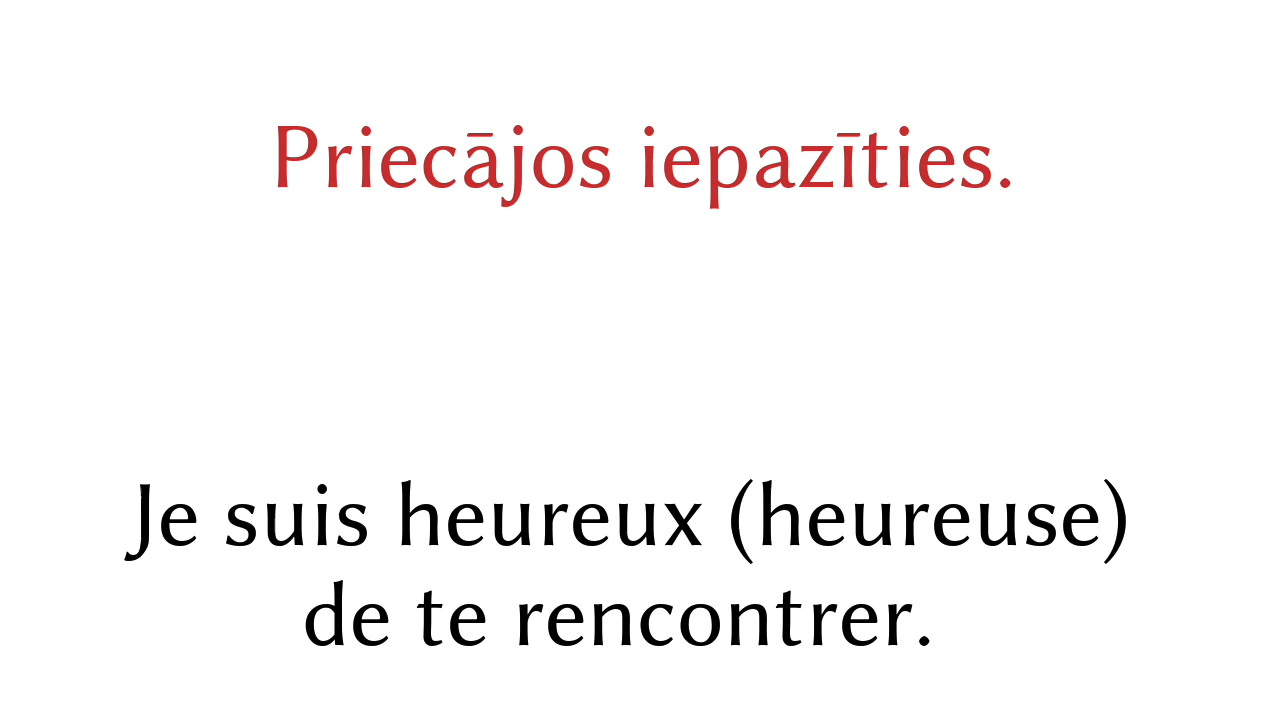 Priecājos iepazīties.
Je suis heureux (heureuse)
de te rencontrer.